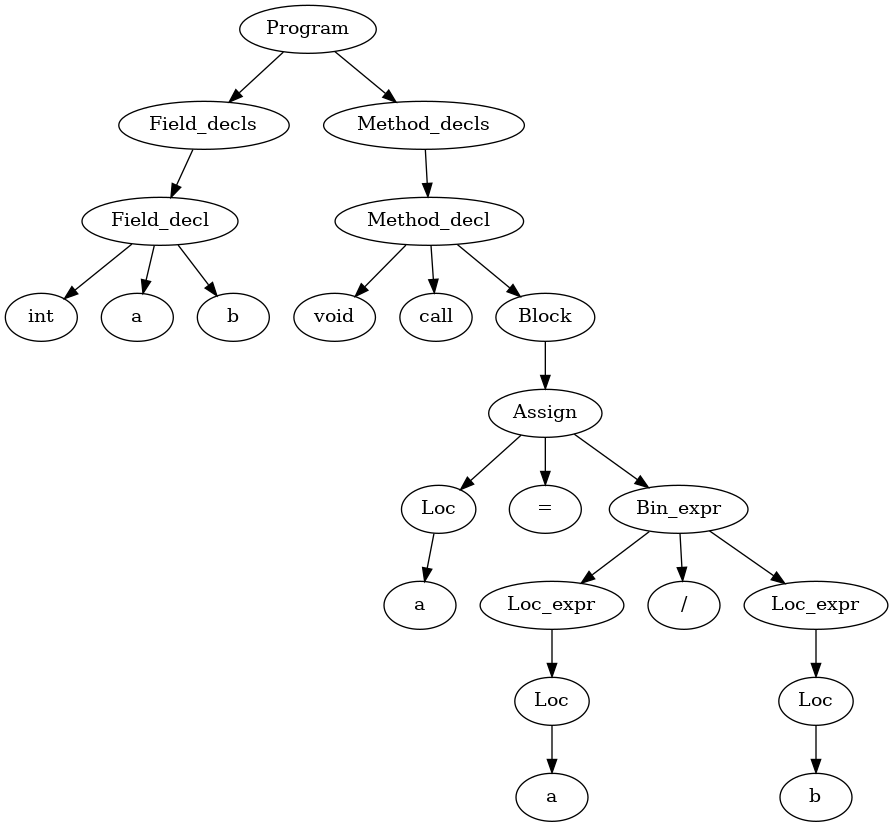 Program
Field_decls Method_decls
Field_decl Method_decl
int a b void call Block
Assign
Loc = Bin_expr
a Loc_expr / Loc_expr
Loc Loc
a b